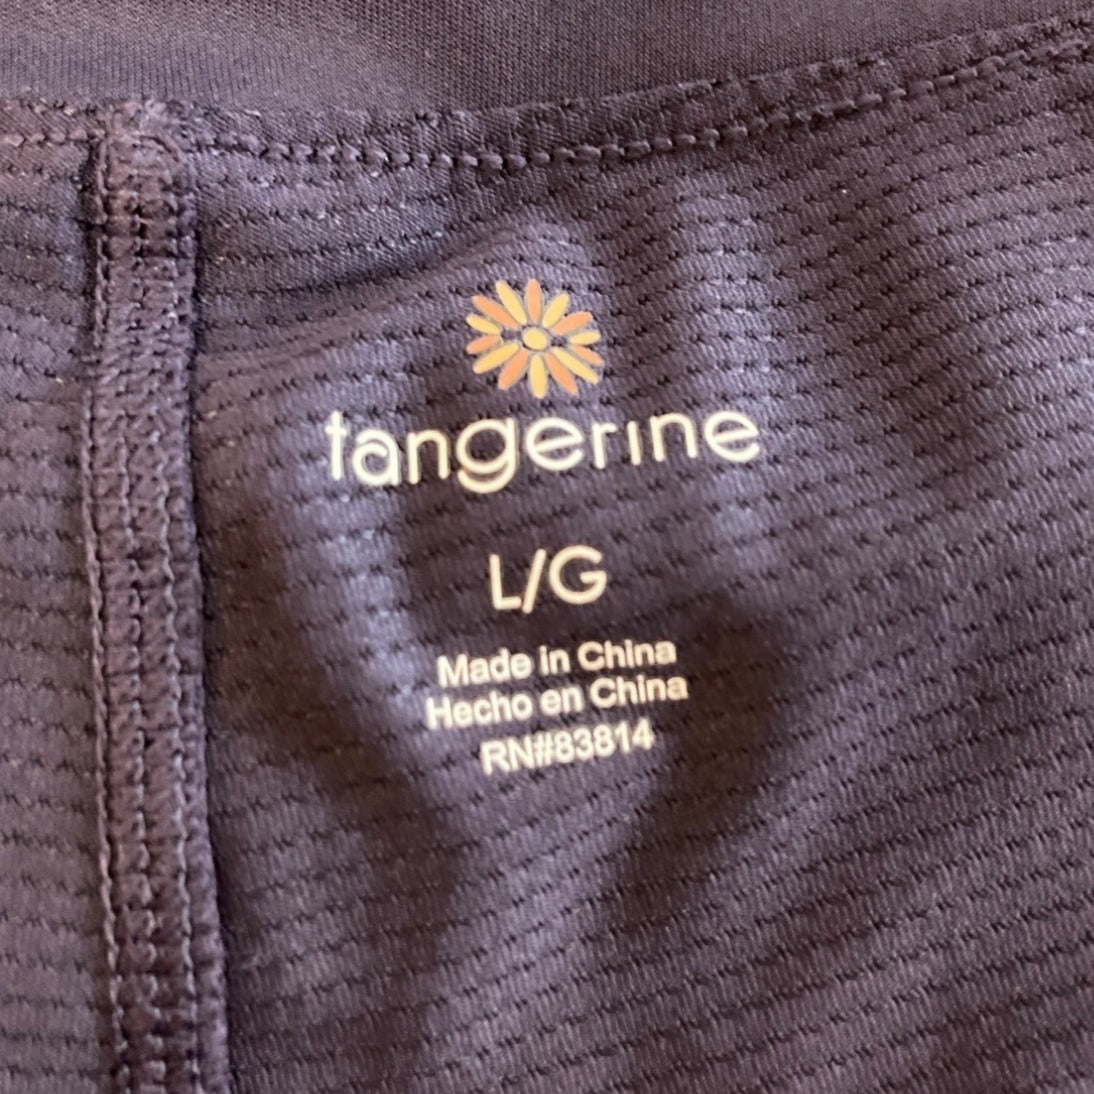 tangerine
L/G
Made in China
Hecho en China
RN#83814